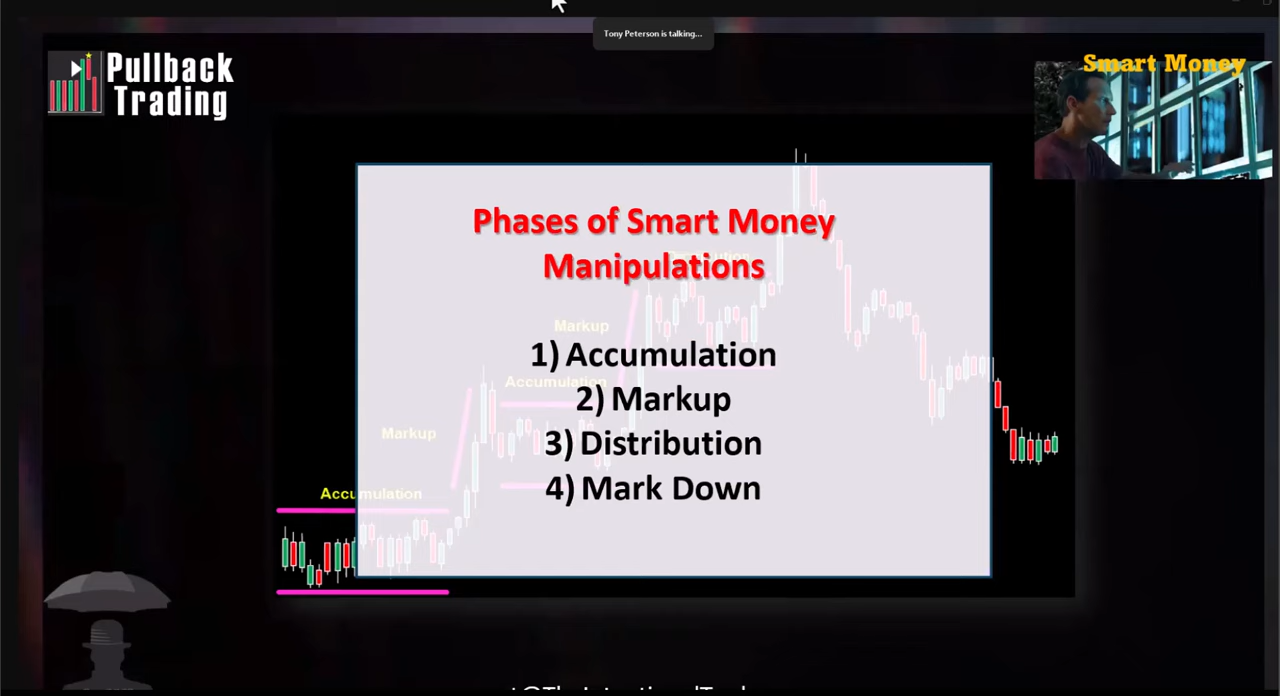 Tony Peterson is talking...
Pullback
Trading
Smart Money
Phases of Smart Money
Manipulations
Markup
1) Accumulation
Accumulation
2) Markup
Markup
3) Distribution
4) Mark Down
Accumulation